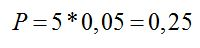 P = 5 * 0,05 = 0,25